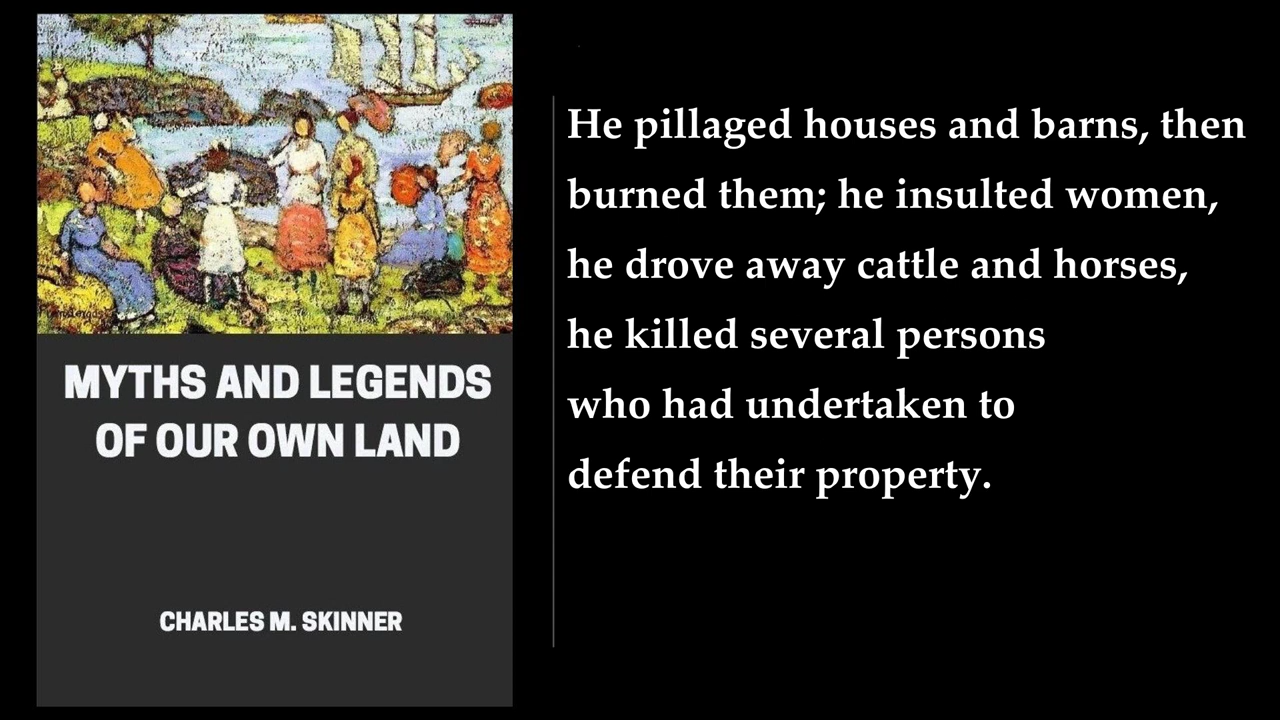 MYTHS AND LEGENDS
OF OUR OWN LAND
CHARLES M. SKINNER
He pillaged houses and barns, then
burned them; he insulted women,
he drove away cattle and horses,
he killed several persons
who had undertaken to
defend their property.